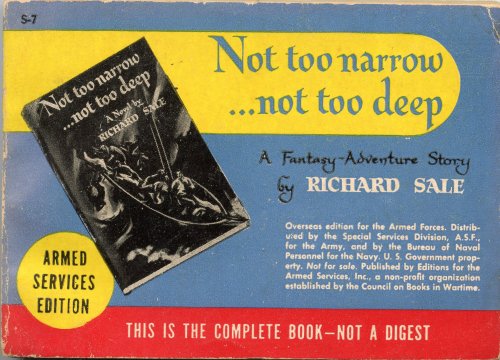 S-7
Not too narrow
...not too deep
A Novel by
RICHARD SALE
Not too narrow
...not too deep
A Fantasy-Adventure Story
by RICHARD SALE
Overseas edition for the Armed Forces. Distrib-
uted by the Special Services Division, A.S.F.,
for the Army, and by the Bureau of Naval
Personnel for the Navy. U. S. Government prop-
erty. Not for sale. Published by Editions for the
Armed Services, Inc., a non-profit organization
established by the Council on Books in Wartime.
ARMED
SERVICES
EDITION
THIS IS THE COMPLETE BOOK—NOT A DIGEST